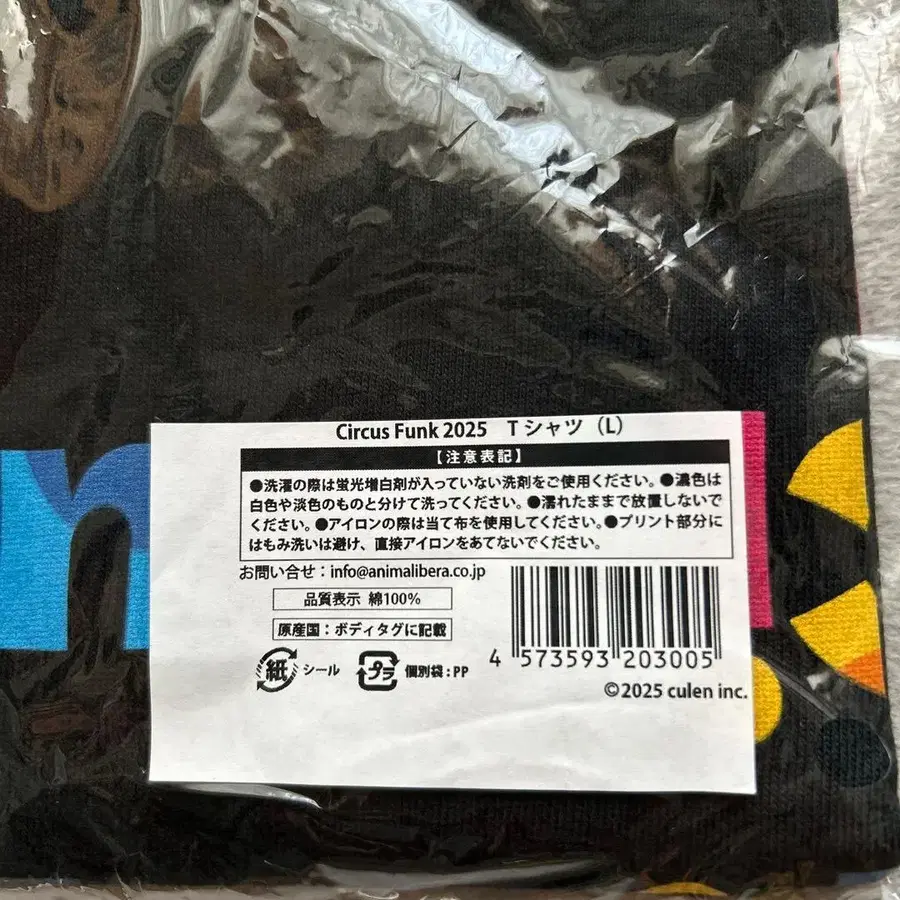 Circus Funk 2025 Tシャツ（L）
【注意表記】
●洗濯の際は蛍光増白剤が入っていない洗剤をご使用ください。●濃色は
白色や淡色のものと分けて洗ってください。●濡れたままで放置しないで
ください。●アイロンの際は当て布を使用してください。●プリント部分に
はもみ洗いは避け、直接アイロンをあてないでください。
お問い合せ：info@animalibera.co.jp
品質表示 綿100%
原産国：ボディタグに記載
紙 シール プラ 個別袋：PP
4 573593 203005
©2025 culen inc.
n